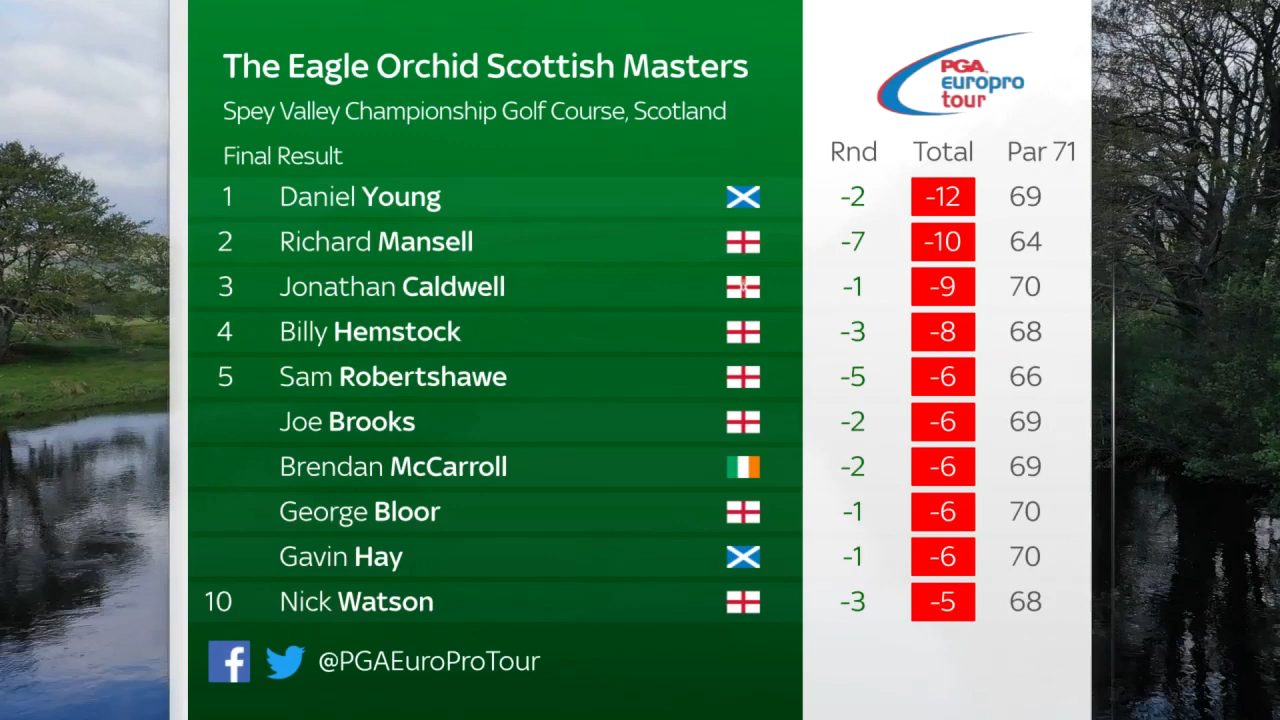 The Eagle Orchid Scottish Masters
Spey Valley Championship Golf Course, Scotland
PGA
europro
tour
Final Result Rnd Total Par 71
1 Daniel Young -2 -12 69
2 Richard Mansell -7 -10 64
3 Jonathan Caldwell -1 -9 70
4 Billy Hemstock -3 -8 68
5 Sam Robertshawe -5 -6 66
Joe Brooks -2 -6 69
Brendan McCarroll -2 -6 69
George Bloor -1 -6 70
Gavin Hay -1 -6 70
10 Nick Watson -3 -5 68
@PGAEuroProTour